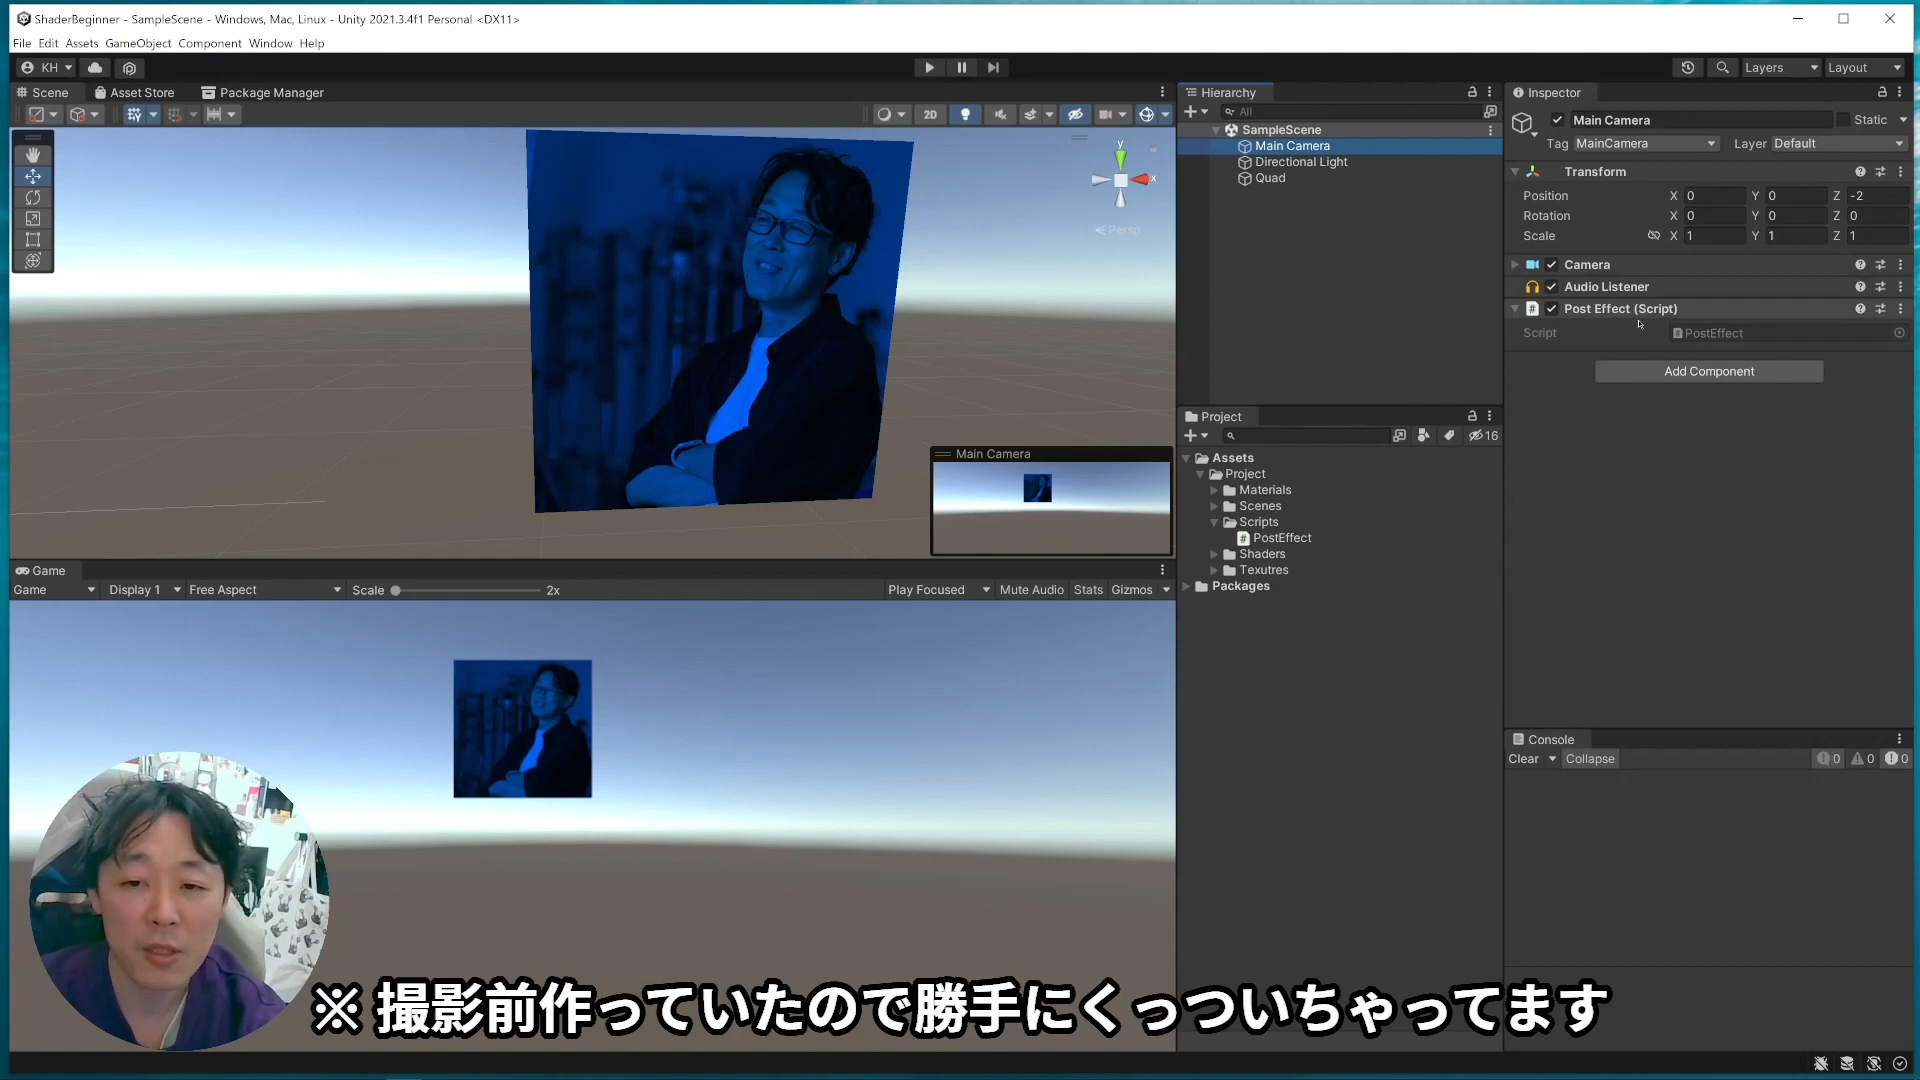 ShaderBeginner - SampleScene - Windows, Mac, Linux - Unity 2021.3.4f1 Personal <DX11>
File Edit Assets GameObject Component Window Help
KH
Layers
Layout
Scene
Asset Store
Package Manager
2D
y
x
Persp
Main Camera
Game
Game
Display 1
Free Aspect
Scale
2x
Play Focused
Mute Audio
Stats
Gizmos
Hierarchy
All
SampleScene
Main Camera
Directional Light
Quad
Project
16
Assets
Project
Materials
Scenes
Scripts
PostEffect
Shaders
Texutres
Packages
Inspector
Main Camera
Static
Tag MainCamera
Layer Default
Transform
Position X 0 Y 0 Z -2
Rotation X 0 Y 0 Z 0
Scale X 1 Y 1 Z 1
Camera
Audio Listener
Post Effect (Script)
Script PostEffect
Add Component
Console
Clear
Collapse
0
0
0
※ 撮影前作っていたので勝手にくっついちゃってます